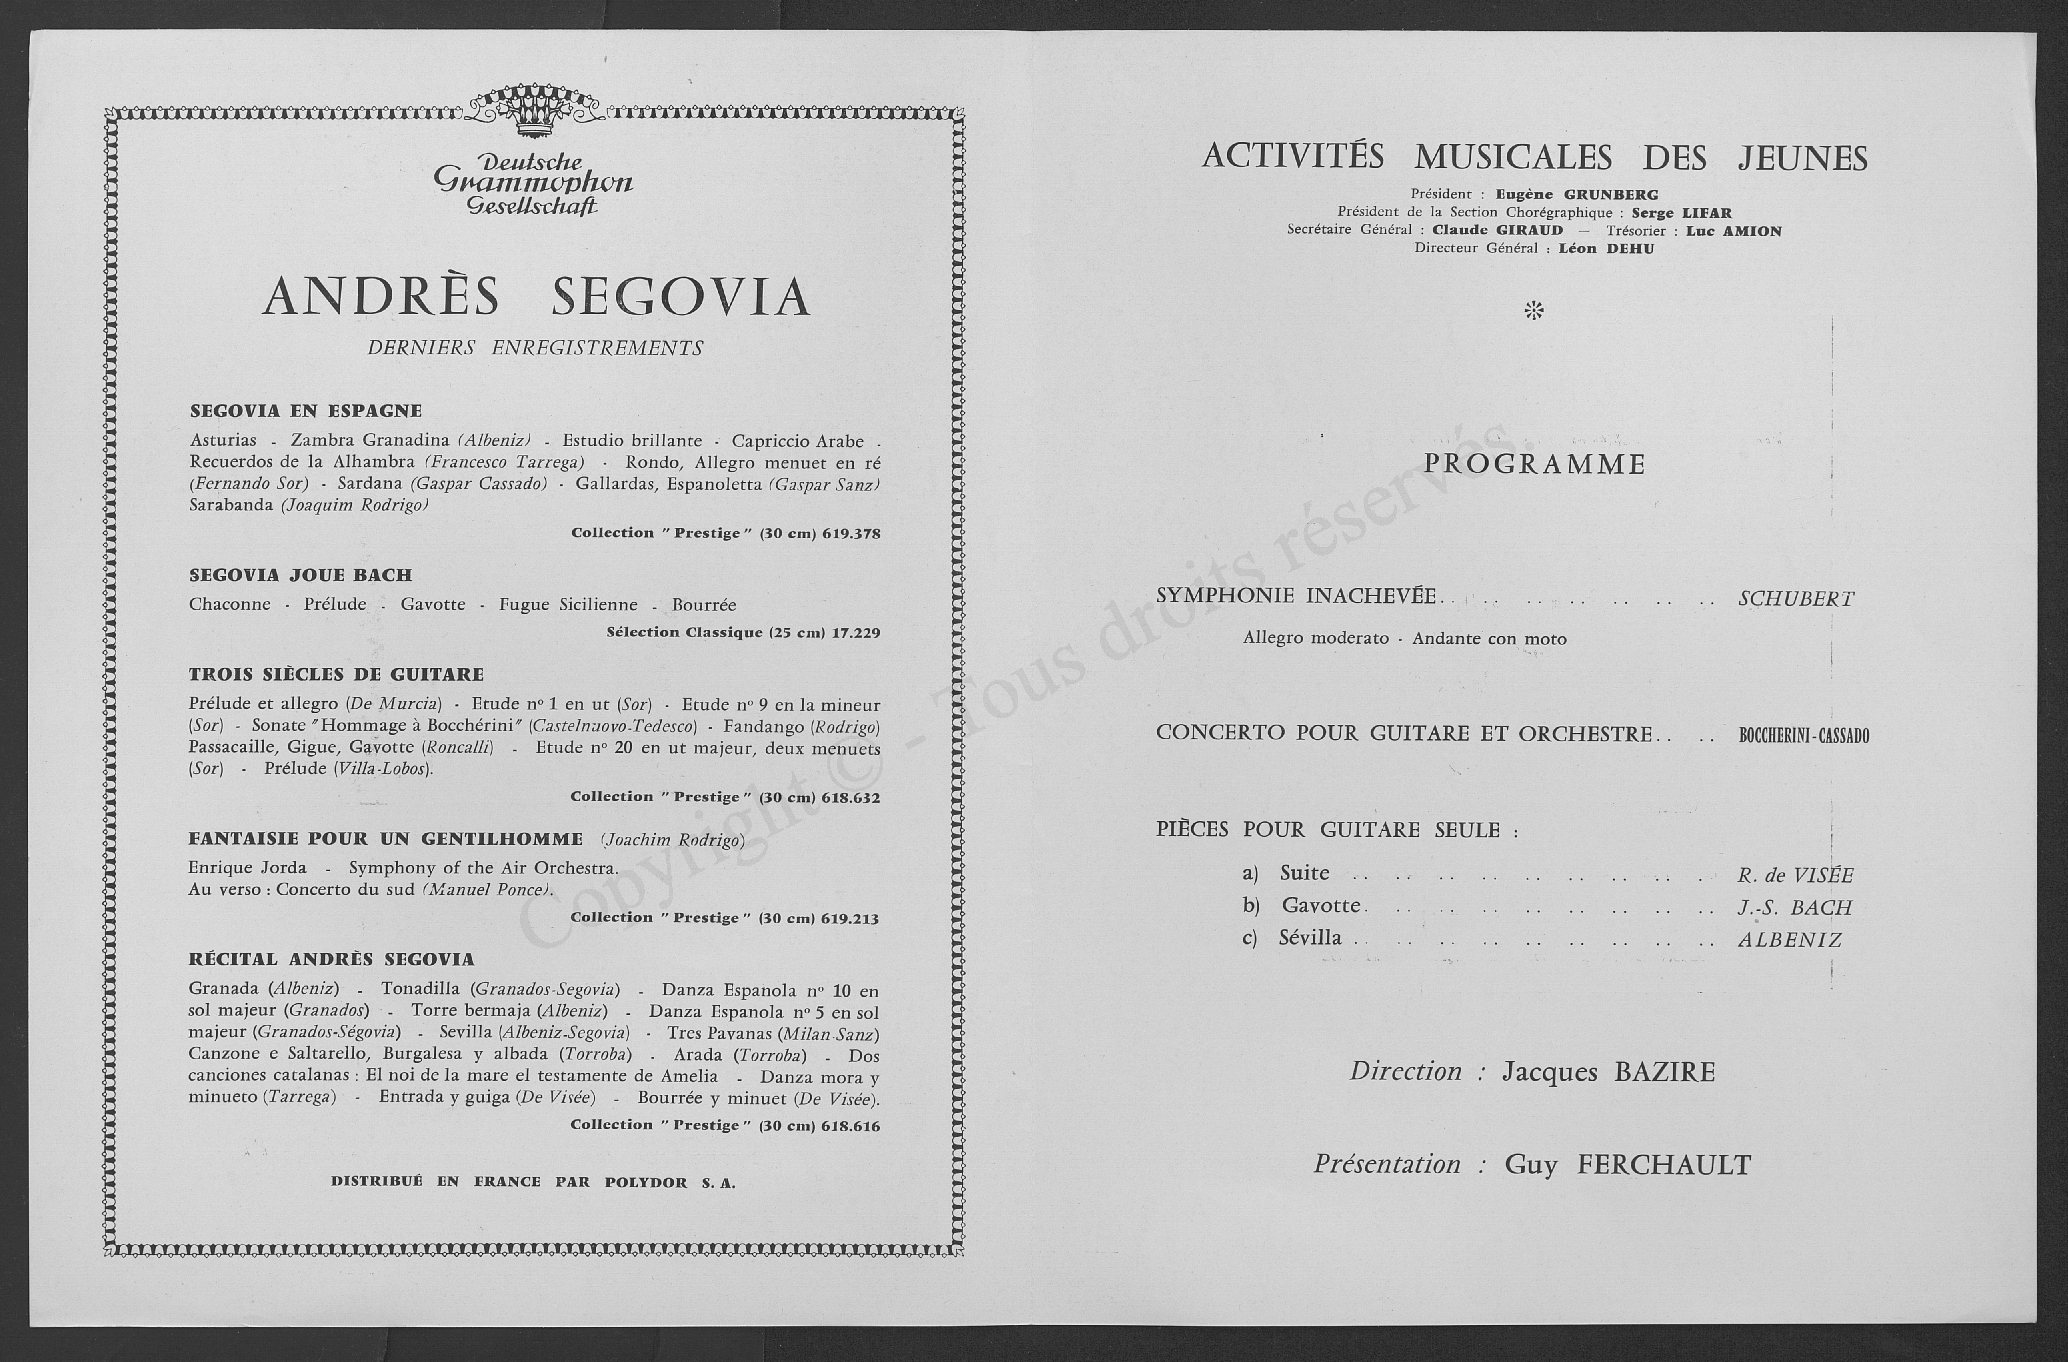 Deutsche
Grammophon
Gesellschaft
ANDRÈS SEGOVIA
DERNIERS ENREGISTREMENTS
SEGOVIA EN ESPAGNE
Asturias - Zambra Granadina (Albeniz) - Estudio brillante - Capriccio Arabe -
Recuerdos de la Alhambra (Francesco Tarrega) - Rondo, Allegro menuet en ré
(Fernando Sor) - Sardana (Gaspar Cassado) - Gallardas, Espanoletta (Gaspar Sanz)
Sarabanda (Joaquim Rodrigo)
Collection "Prestige" (30 cm) 619.378
SEGOVIA JOUE BACH
Chaconne - Prélude - Gavotte - Fugue Sicilienne - Bourrée
Sélection Classique (25 cm) 17.229
TROIS SIÈCLES DE GUITARE
Prélude et allegro (De Murcia) - Etude nº 1 en ut (Sor) - Etude nº 9 en la mineur
(Sor) - Sonate "Hommage à Bocchérini" (Castelnuovo-Tedesco) - Fandango (Rodrigo)
Passacaille, Gigue, Gavotte (Roncalli) - Etude nº 20 en ut majeur, deux menuets
(Sor) - Prélude (Villa-Lobos).
Collection "Prestige" (30 cm) 618.632
FANTAISIE POUR UN GENTILHOMME (Joachim Rodrigo)
Enrique Jorda - Symphony of the Air Orchestra.
Au verso : Concerto du sud (Manuel Ponce).
Collection "Prestige" (30 cm) 619.213
RÉCITAL ANDRÈS SEGOVIA
Granada (Albeniz) - Tonadilla (Granados-Segovia) - Danza Espanola nº 10 en
sol majeur (Granados) - Torre bermaja (Albeniz) - Danza Espanola nº 5 en sol
majeur (Granados-Ségovia) - Sevilla (Albeniz-Segovia) - Tres Pavanas (Milan-Sanz)
Canzone e Saltarello, Burgalesa y albada (Torroba) - Arada (Torroba) - Dos
canciones catalanas : El noi de la mare el testamente de Amelia - Danza mora y
minueto (Tarrega) - Entrada y guiga (De Visée) - Bourrée y minuet (De Visée).
Collection "Prestige" (30 cm) 618.616
DISTRIBUÉ EN FRANCE PAR POLYDOR S. A.
ACTIVITÉS MUSICALES DES JEUNES
Président : Eugène GRUNBERG
Président de la Section Chorégraphique : Serge LIFAR
Secrétaire Général : Claude GIRAUD — Trésorier : Luc AMION
Directeur Général : Léon DEHU
PROGRAMME
SYMPHONIE INACHEVÉE.. .. .. .. .. .. .. SCHUBERT
Allegro moderato - Andante con moto
CONCERTO POUR GUITARE ET ORCHESTRE.. .. .. BOCCHERINI-CASSADO
PIÈCES POUR GUITARE SEULE :
a) Suite .. .. .. .. .. .. .. .. .. R. de VISÉE
b) Gavotte. .. .. .. .. .. .. .. .. J.-S. BACH
c) Sévilla .. .. .. .. .. .. .. .. .. ALBENIZ
Direction : Jacques BAZIRE
Présentation : Guy FERCHAULT
Copyright © - Tous droits réservés.